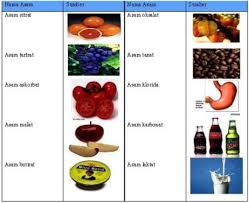 Nama Asam Sumber Nama Asam Sumber
Asam sitrat Asam oksalat
Asam tartrat Asam tanat
Asam askorbat Asam klorida
Asam malat Asam karbonat
Asam butirat Asam laktat